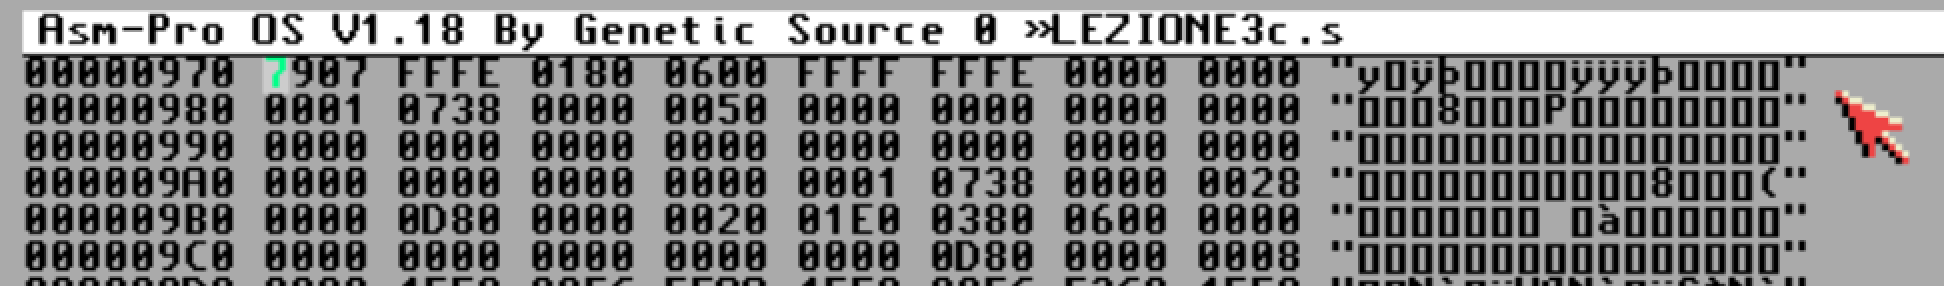 Asm-Pro OS V1.18 By Genetic Source 0 »LEZIONE3c.s
00000970 7907 FFFE 0180 0600 FFFF FFFE 0000 0000 "y▯ÿþ▯▯▯▯ÿÿÿþ▯▯▯▯"
00000980 0001 0738 0000 0050 0000 0000 0000 0000 "▯▯▯8▯▯▯P▯▯▯▯▯▯▯▯"
00000990 0000 0000 0000 0000 0000 0000 0000 0000 "▯▯▯▯▯▯▯▯▯▯▯▯▯▯▯▯"
000009A0 0000 0000 0000 0000 0001 0738 0000 0028 "▯▯▯▯▯▯▯▯▯▯▯8▯▯▯("
000009B0 0000 0D80 0000 0020 01E0 0380 0600 0000 "▯▯▯▯▯▯▯ ▯à▯▯▯▯▯▯"
000009C0 0000 0000 0000 0000 0000 0D80 0000 0008 "▯▯▯▯▯▯▯▯▯▯▯▯▯▯▯▯"